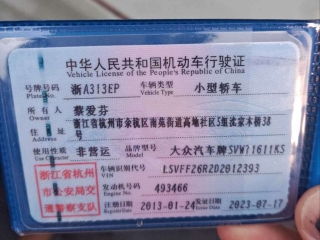 中华人民共和国机动车行驶证
Vehicle License of the People's Republic of China
号牌号码 浙A313EP 车辆类型 小型轿车
Plate No. Vehicle Type
所有人 蔡爱芬
Owner
住址 浙江省杭州市余杭区南苑街道高地社区5组沈家木桥38号
Address
使用性质 非营运 品牌型号 大众汽车牌SVW71611KS
Use Character Model
浙江省杭州市公安局交通警察支队
车辆识别代号 LSVFF26R2D2012393
VIN
发动机号码 493466
Engine No.
注册日期 2013-01-24 发证日期 2023-07-17